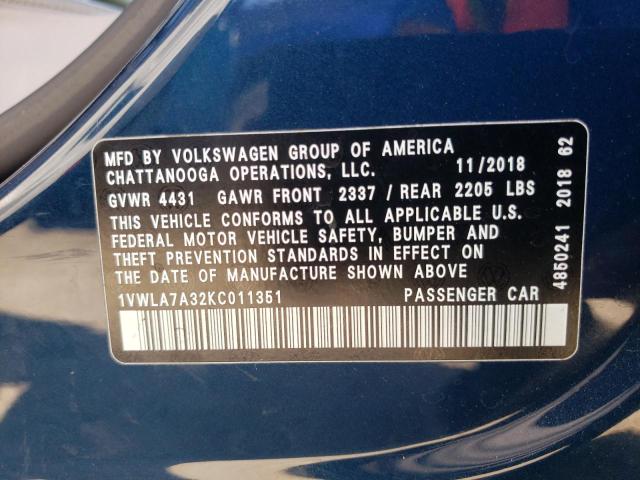 MFD BY VOLKSWAGEN GROUP OF AMERICA
CHATTANOOGA OPERATIONS, LLC. 11/2018
GVWR 4431 GAWR FRONT 2337 / REAR 2205 LBS
THIS VEHICLE CONFORMS TO ALL APPLICABLE U.S.
FEDERAL MOTOR VEHICLE SAFETY, BUMPER AND
THEFT PREVENTION STANDARDS IN EFFECT ON
THE DATE OF MANUFACTURE SHOWN ABOVE.
1VWLA7A32KC011351 PASSENGER CAR
4850241 2018 62